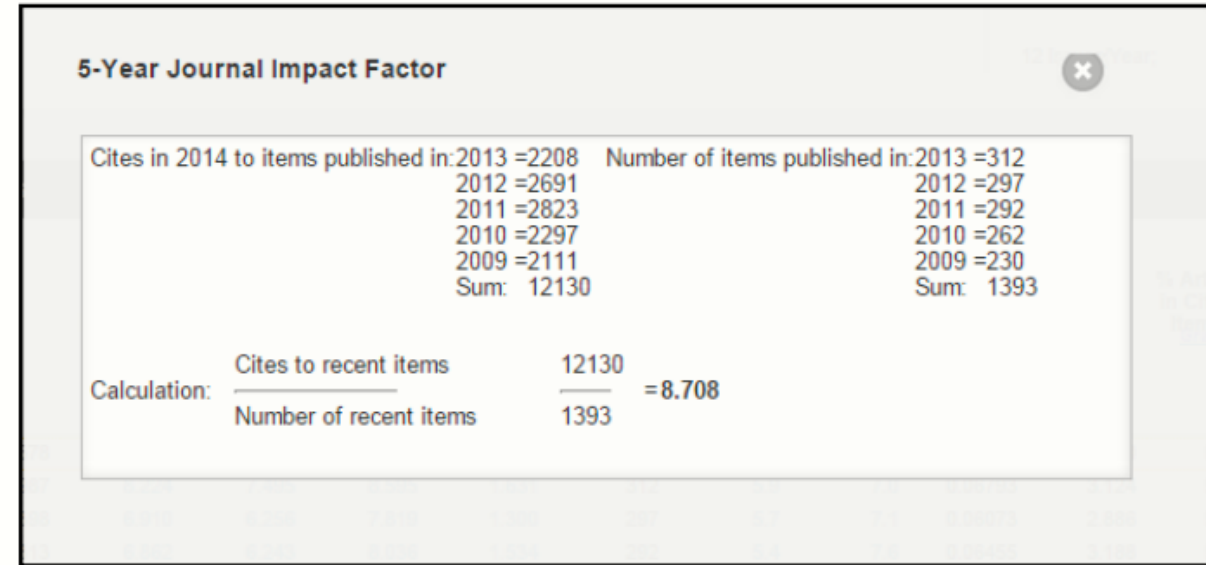 5-Year Journal Impact Factor
Cites in 2014 to items published in: 2013 =2208 Number of items published in: 2013 =312
2012 =2691 2012 =297
2011 =2823 2011 =292
2010 =2297 2010 =262
2009 =2111 2009 =230
Sum: 12130 Sum: 1393
Cites to recent items 12130
Calculation: =8.708
Number of recent items 1393